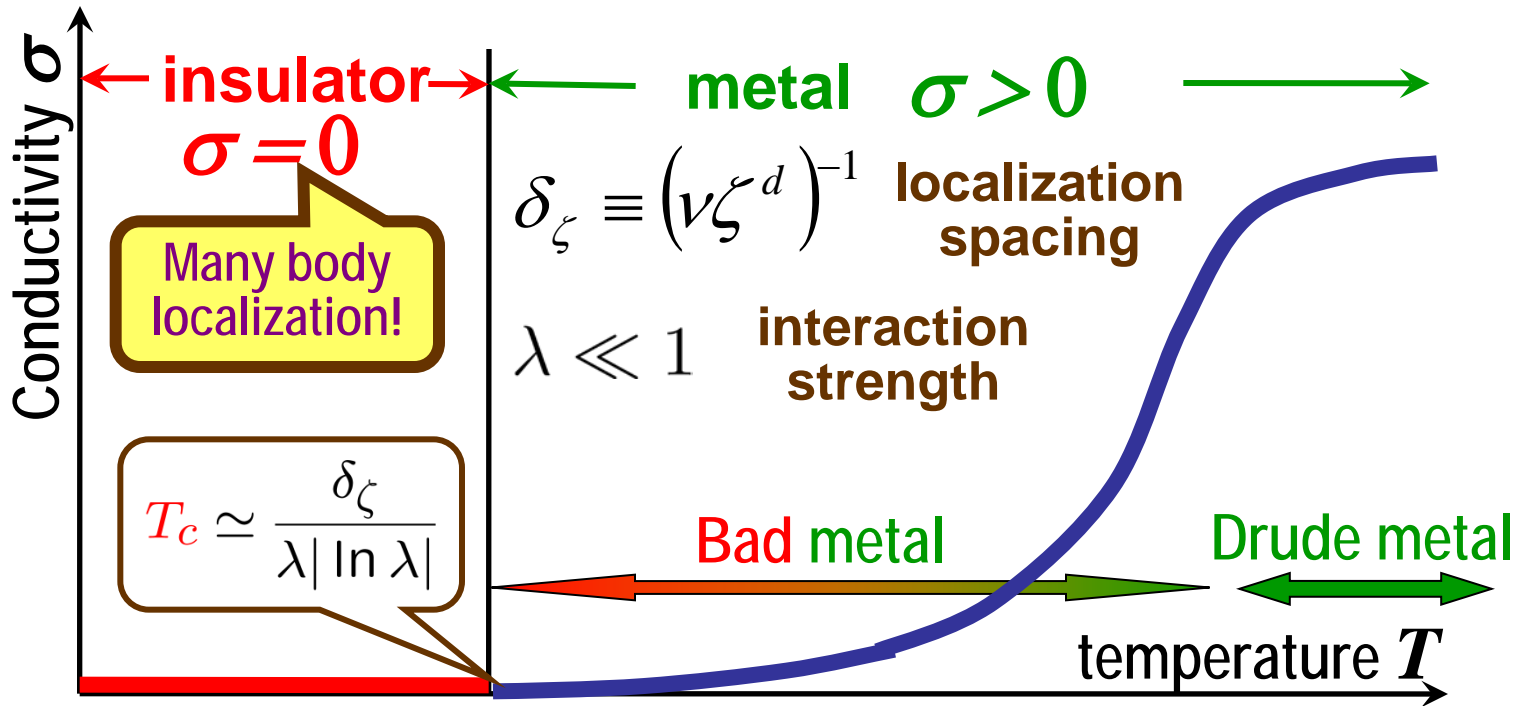 Conductivity σ
insulator
σ = 0
metal σ > 0
Many body
localization!
δ_ζ ≡ (νζ^d)^−1
localization
spacing
λ ≪ 1
interaction
strength
T_c ≃ δ_ζ / λ| ln λ|
Bad metal
Drude metal
temperature T